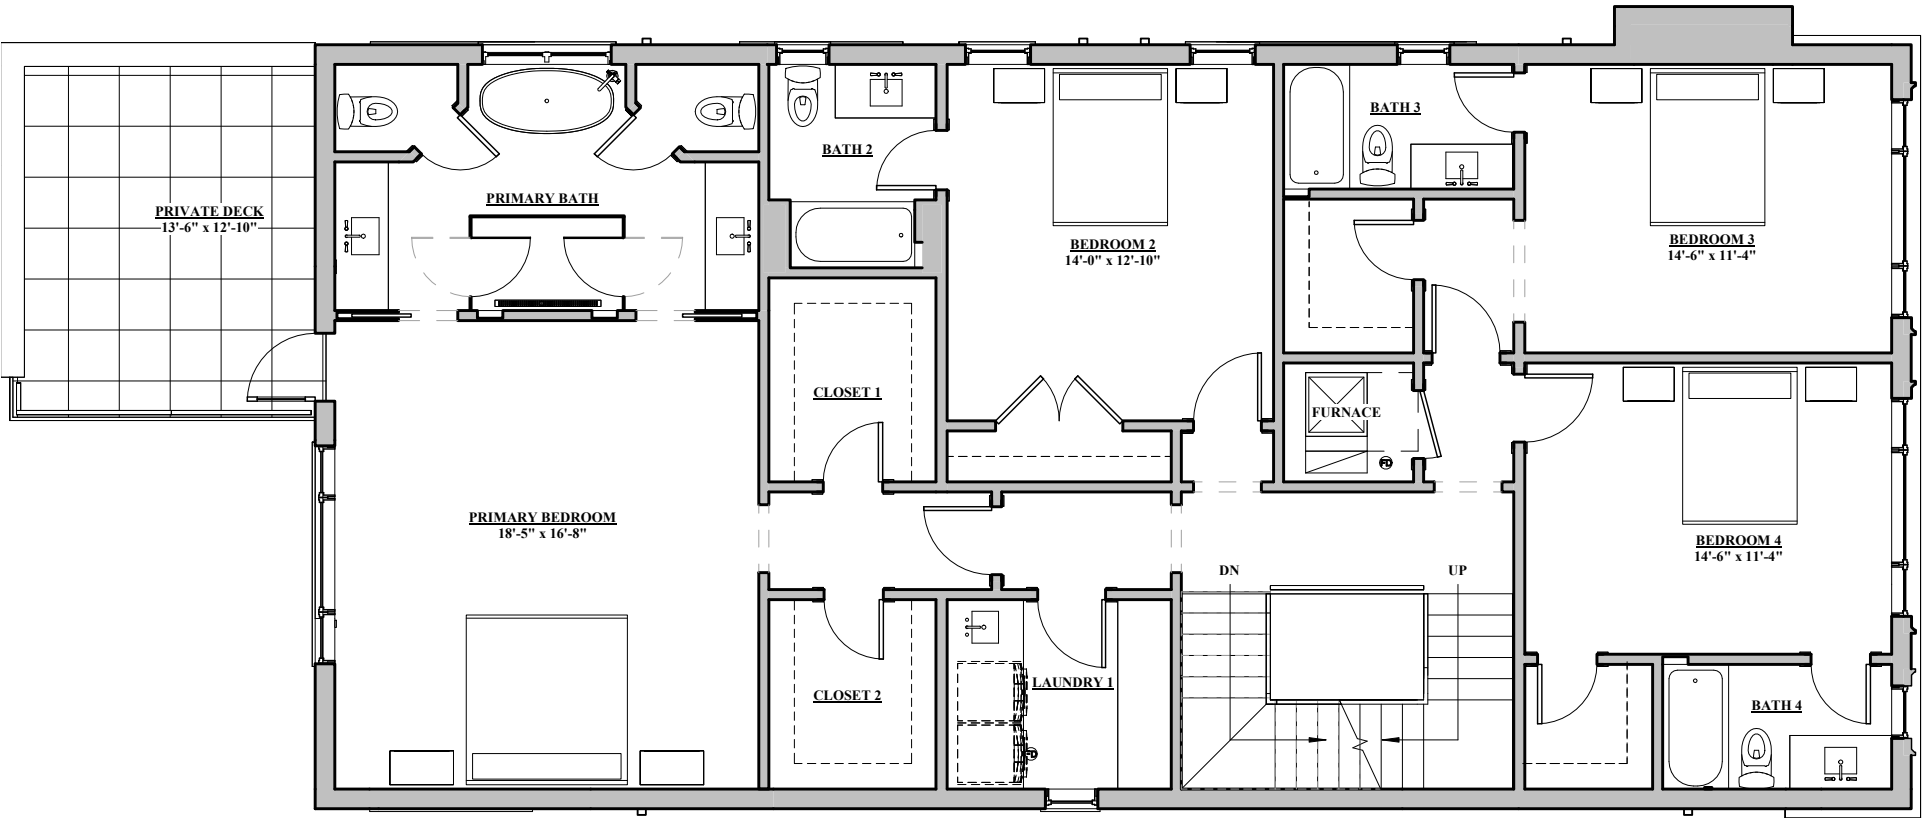 PRIVATE DECK
13'-6" x 12'-10"
PRIMARY BATH
BATH 2
BEDROOM 2
14'-0" x 12'-10"
BATH 3
BEDROOM 3
14'-6" x 11'-4"
CLOSET 1
FURNACE
FD
PRIMARY BEDROOM
18'-5" x 16'-8"
BEDROOM 4
14'-6" x 11'-4"
DN
UP
CLOSET 2
LAUNDRY 1
FD
BATH 4